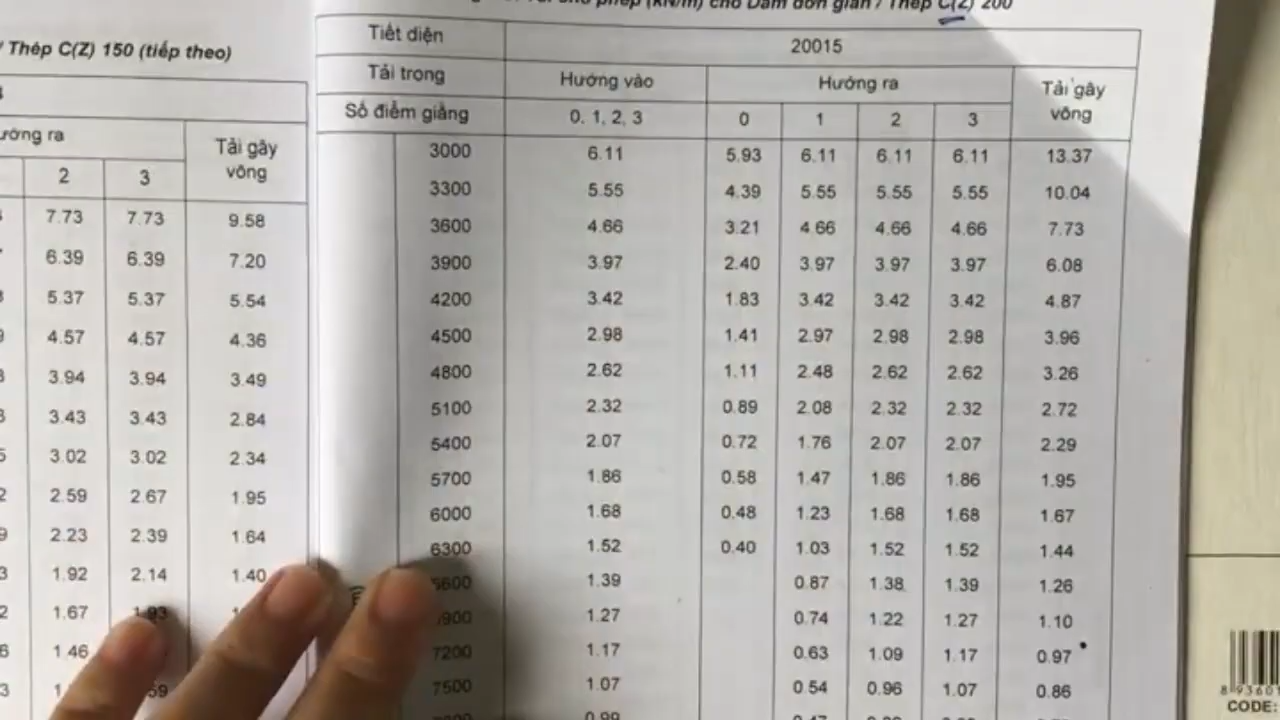 phép (kN/m) cho Dầm đơn giản / Thép C(Z) 200
/ Thép C(Z) 150 (tiếp theo)
ướng ra
Tải gây
võng
2 3
7.73 7.73 9.58
6.39 6.39 7.20
5.37 5.37 5.54
4.57 4.57 4.36
3.94 3.94 3.49
3.43 3.43 2.84
3.02 3.02 2.34
2.59 2.67 1.95
2.23 2.39 1.64
1.92 2.14 1.40
1.67 1.93
1.46
Tiết diện 20015
Tải trọng Hướng vào Hướng ra Tải gây
võng
Số điểm giằng 0, 1, 2, 3 0 1 2 3
3000 6.11 5.93 6.11 6.11 6.11 13.37
3300 5.55 4.39 5.55 5.55 5.55 10.04
3600 4.66 3.21 4.66 4.66 4.66 7.73
3900 3.97 2.40 3.97 3.97 3.97 6.08
4200 3.42 1.83 3.42 3.42 3.42 4.87
4500 2.98 1.41 2.97 2.98 2.98 3.96
4800 2.62 1.11 2.48 2.62 2.62 3.26
5100 2.32 0.89 2.08 2.32 2.32 2.72
5400 2.07 0.72 1.76 2.07 2.07 2.29
5700 1.86 0.58 1.47 1.86 1.86 1.95
6000 1.68 0.48 1.23 1.68 1.68 1.67
6300 1.52 0.40 1.03 1.52 1.52 1.44
6600 1.39 0.87 1.38 1.39 1.26
900 1.27 0.74 1.22 1.27 1.10
7200 1.17 0.63 1.09 1.17 0.97
7500 1.07 0.54 0.96 1.07 0.86
0.99
8 9360
CODE: